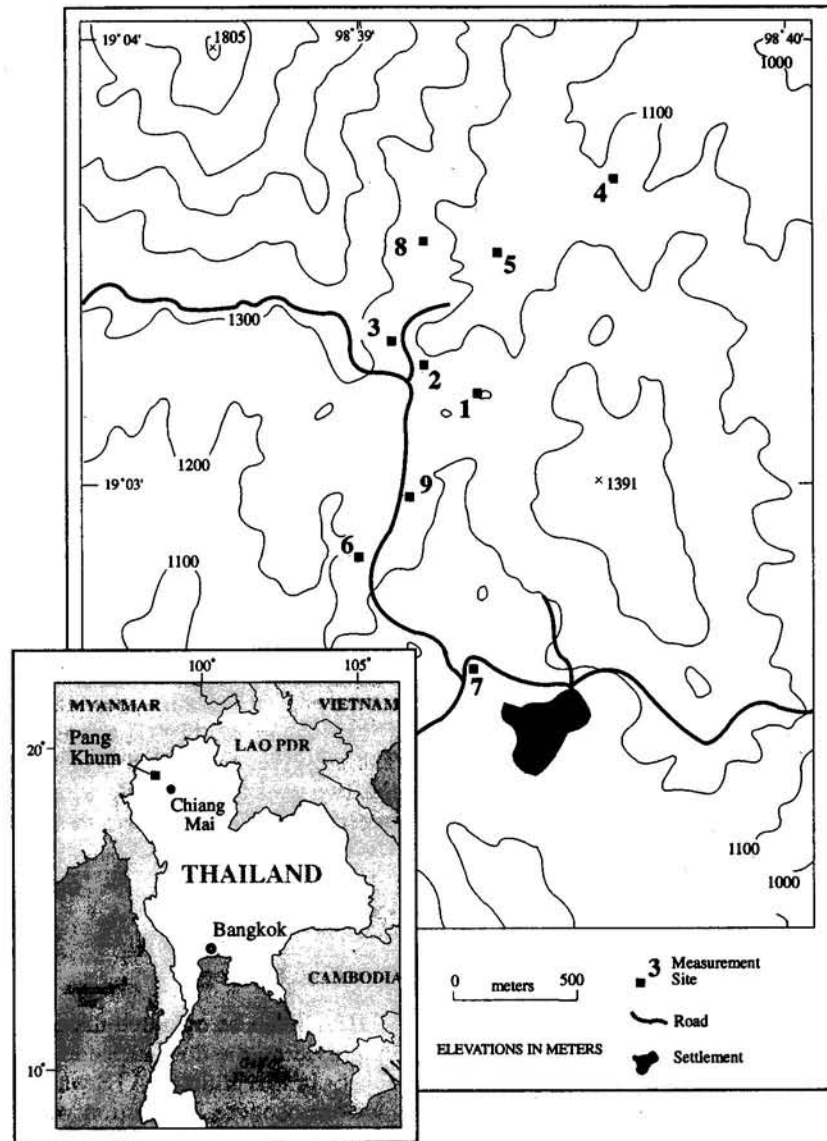 19° 04'
1805
98° 39'
98° 40'
1000
1100
4
8
5
1300
3
2
1
1200
19° 03'
9
1391
6
1100
7
1100
1000
100°
105°
MYANMAR
VIETNAM
Pang
Khum
LAO PDR
20°
Chiang
Mai
THAILAND
Bangkok
CAMBODIA
10°
0 500
meters
3 Measurement
Site
Road
ELEVATIONS IN METERS
Settlement